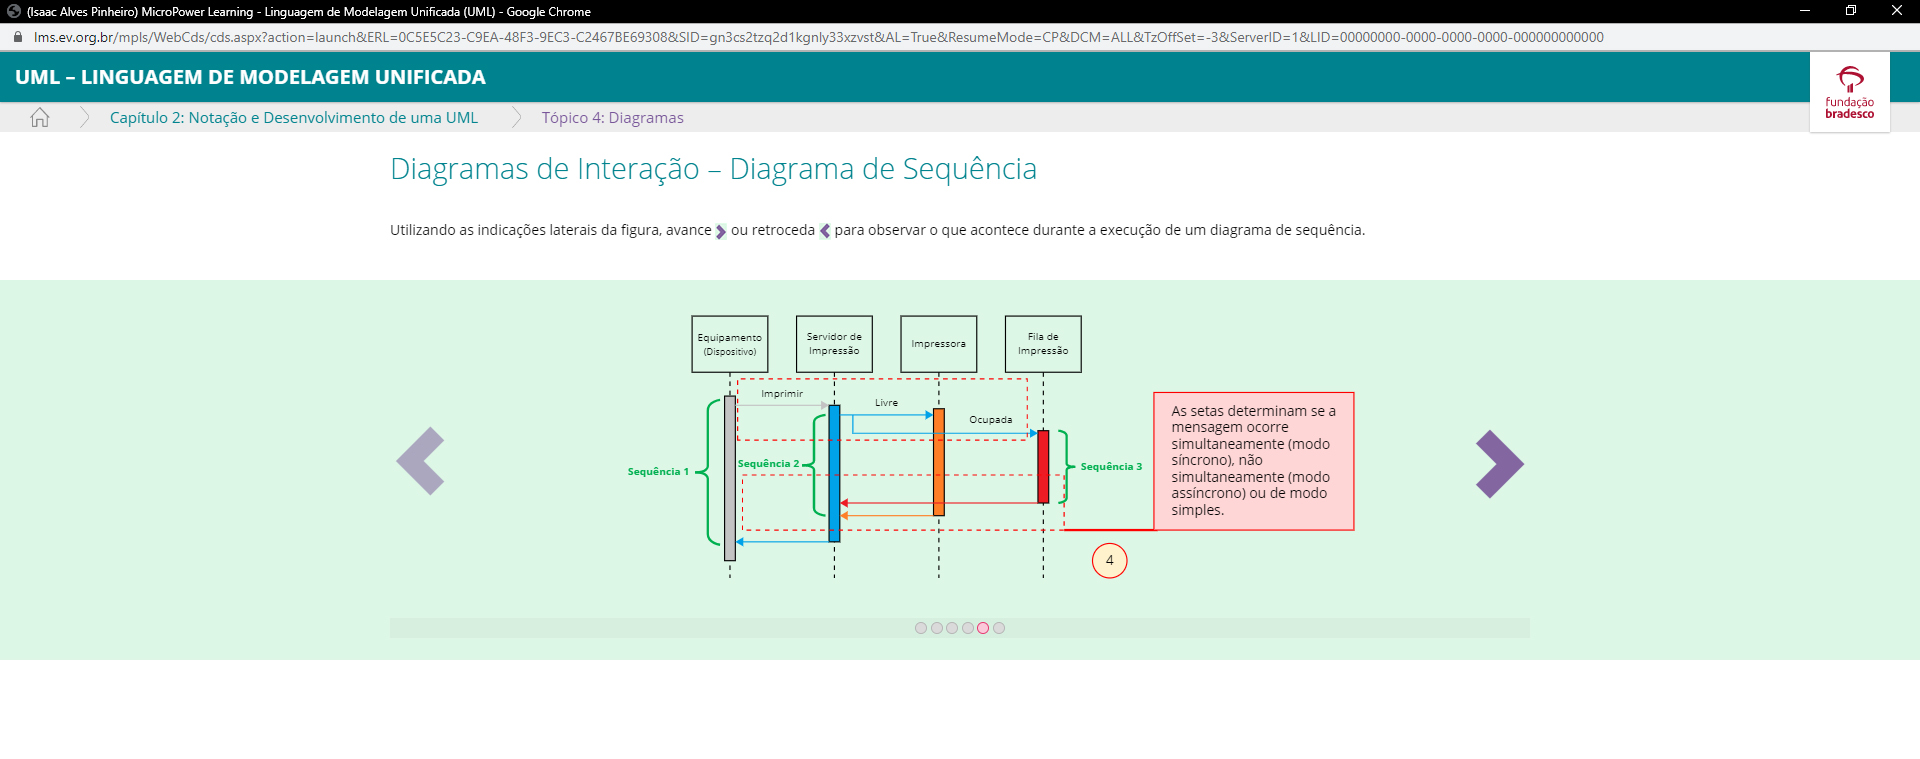 (Isaac Alves Pinheiro) MicroPower Learning - Linguagem de Modelagem Unificada (UML) - Google Chrome
lms.ev.org.br/mpls/WebCds/cds.aspx?action=launch&ERL=0C5E5C23-C9EA-48F3-9EC3-C2467BE69308&SID=gn3cs2tzq2d1kgnly33xzvst&AL=True&ResumeMode=CP&DCM=ALL&TzOffSet=-3&ServerID=1&LID=00000000-0000-0000-0000-000000000000
UML – LINGUAGEM DE MODELAGEM UNIFICADA
fundação
bradesco
Capítulo 2: Notação e Desenvolvimento de uma UML
Tópico 4: Diagramas
Diagramas de Interação – Diagrama de Sequência
Utilizando as indicações laterais da figura, avance ou retroceda para observar o que acontece durante a execução de um diagrama de sequência.
Equipamento
(Dispositivo)
Servidor de
Impressão
Impressora
Fila de
Impressão
Imprimir
Livre
Ocupada
Sequência 1
Sequência 2
Sequência 3
As setas determinam se a
mensagem ocorre
simultaneamente (modo
síncrono), não
simultaneamente (modo
assíncrono) ou de modo
simples.
4